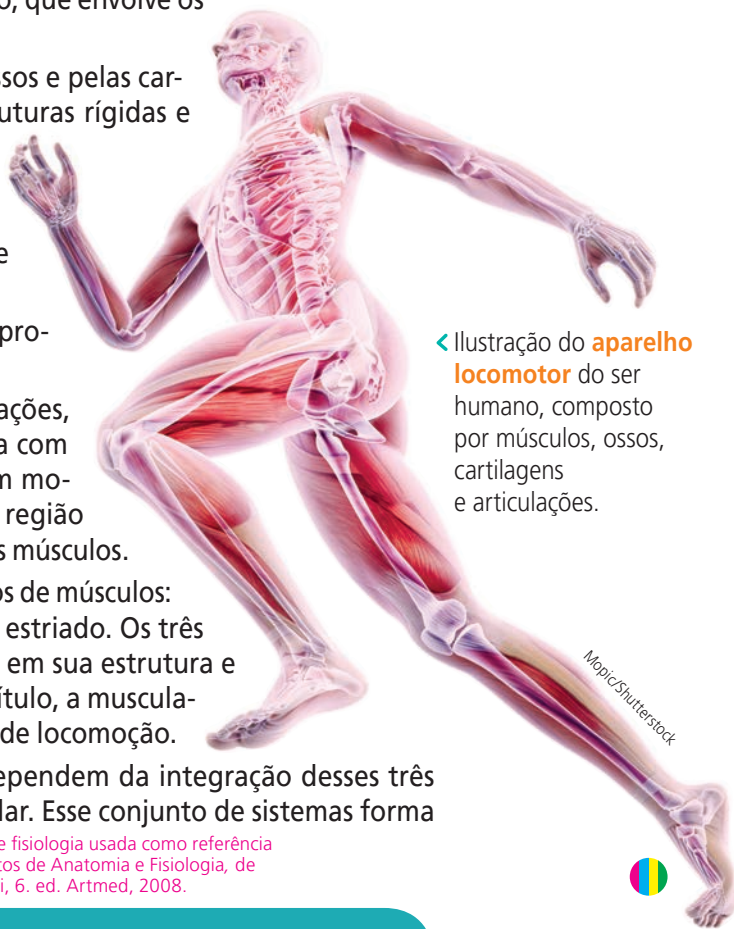 o, que envolve os
ssos e pelas car-
uturas rígidas e
e
pro-
ações,
a com
m mo-
região
s músculos.
os de músculos:
estriado. Os três
em sua estrutura e
ítulo, a muscula-
de locomoção.
ependem da integração desses três
lar. Esse conjunto de sistemas forma
e fisiologia usada como referência
tos de Anatomia e Fisiologia, de
i, 6. ed. Artmed, 2008.
Ilustração do aparelho
locomotor do ser
humano, composto
por músculos, ossos,
cartilagens
e articulações.
Mopic/Shutterstock